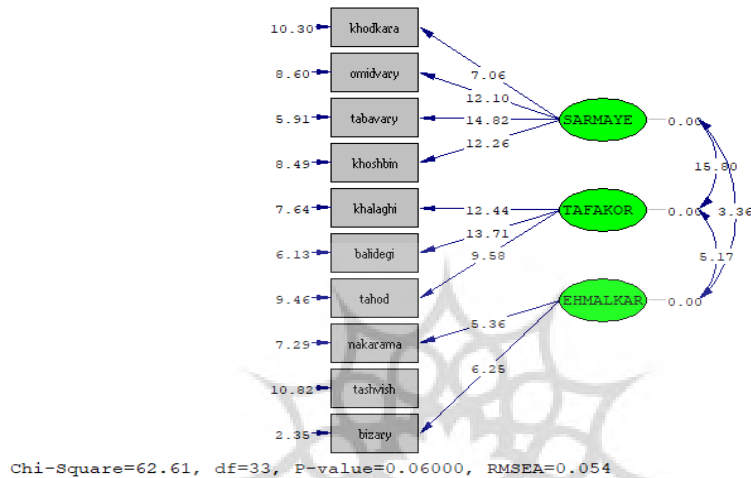 10.30 khodkara
7.06
8.60 omidvary
12.10
5.91 tabavary 14.82 SARMAYE 0.00
8.49 khoshbin 12.26
15.80
7.64 khalaghi 12.44 TAFAKOR 0.00 3.36
6.13 balidegi 13.71
9.58 5.17
9.46 tahod EHMALKAR 0.00
7.29 nakarama 5.36
6.25
10.82 tashvish
2.35 bizary
Chi-Square=62.61, df=33, P-value=0.06000, RMSEA=0.054